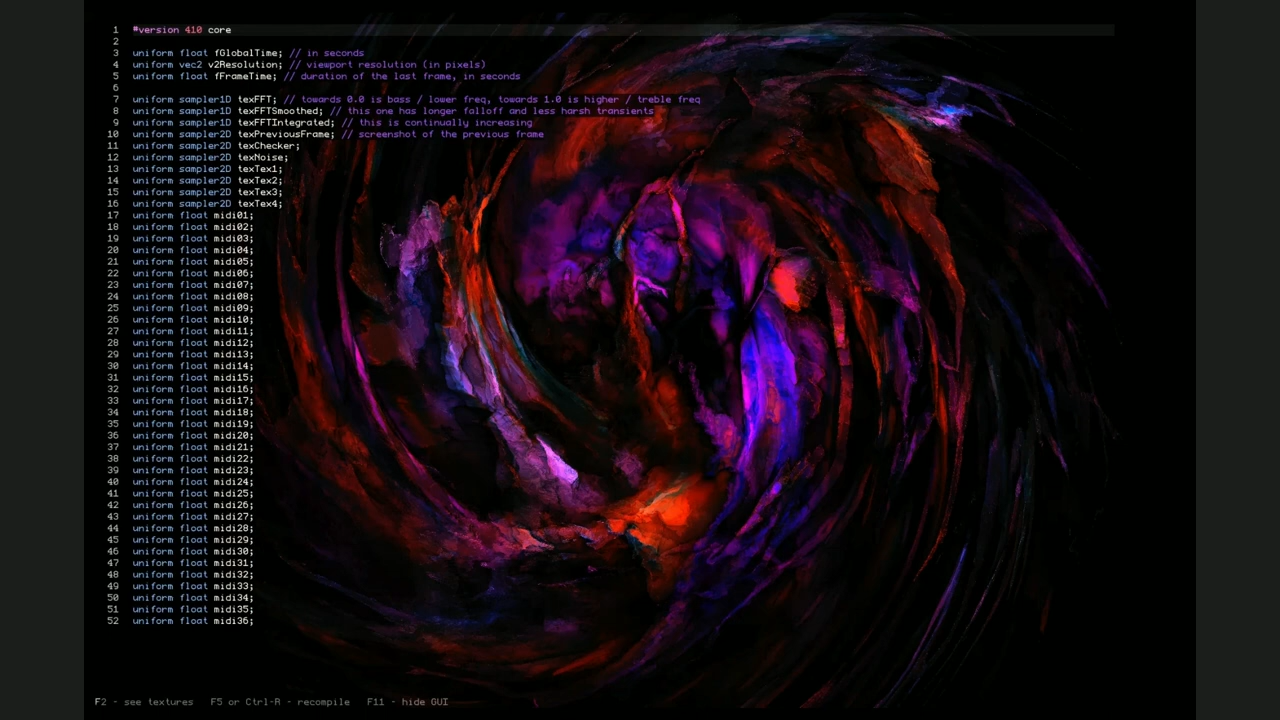 1 #version 410 core
2
3 uniform float fGlobalTime; // in seconds
4 uniform vec2 v2Resolution; // viewport resolution (in pixels)
5 uniform float fFrameTime; // duration of the last frame, in seconds
6
7 uniform sampler1D texFFT; // towards 0.0 is bass / lower freq, towards 1.0 is higher / treble freq
8 uniform sampler1D texFFTSmoothed; // this one has longer falloff and less harsh transients
9 uniform sampler1D texFFTIntegrated; // this is continually increasing
10 uniform sampler2D texPreviousFrame; // screenshot of the previous frame
11 uniform sampler2D texChecker;
12 uniform sampler2D texNoise;
13 uniform sampler2D texTex1;
14 uniform sampler2D texTex2;
15 uniform sampler2D texTex3;
16 uniform sampler2D texTex4;
17 uniform float midi01;
18 uniform float midi02;
19 uniform float midi03;
20 uniform float midi04;
21 uniform float midi05;
22 uniform float midi06;
23 uniform float midi07;
24 uniform float midi08;
25 uniform float midi09;
26 uniform float midi10;
27 uniform float midi11;
28 uniform float midi12;
29 uniform float midi13;
30 uniform float midi14;
31 uniform float midi15;
32 uniform float midi16;
33 uniform float midi17;
34 uniform float midi18;
35 uniform float midi19;
36 uniform float midi20;
37 uniform float midi21;
38 uniform float midi22;
39 uniform float midi23;
40 uniform float midi24;
41 uniform float midi25;
42 uniform float midi26;
43 uniform float midi27;
44 uniform float midi28;
45 uniform float midi29;
46 uniform float midi30;
47 uniform float midi31;
48 uniform float midi32;
49 uniform float midi33;
50 uniform float midi34;
51 uniform float midi35;
52 uniform float midi36;
F2 - see textures F5 or Ctrl-R - recompile F11 - hide GUI